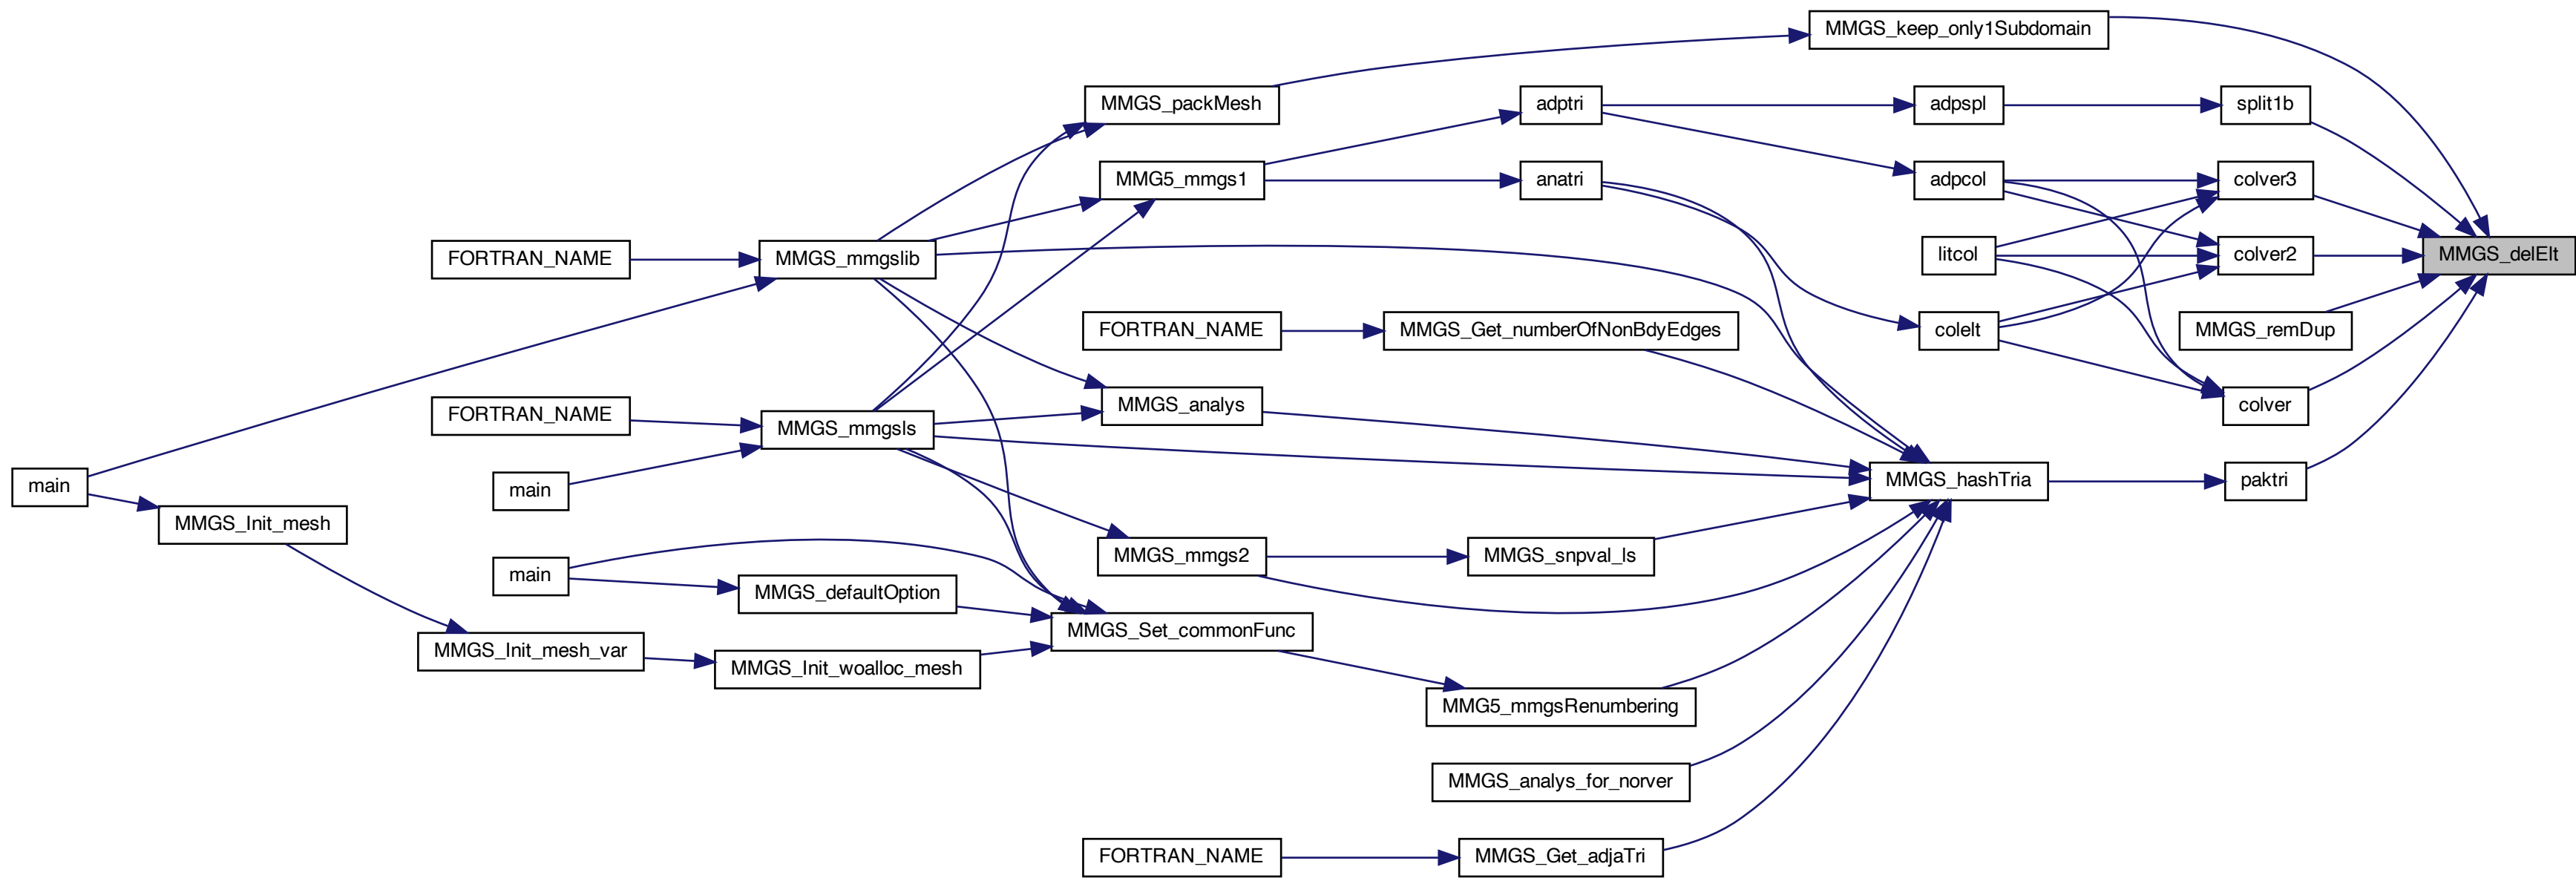 MMGS_keep_only1Subdomain
MMGS_packMesh
adptri
adpspl
split1b
MMG5_mmgs1
anatri
adpcol
colver3
FORTRAN_NAME
MMGS_mmgslib
litcol
colver2
MMGS_delElt
FORTRAN_NAME
MMGS_Get_numberOfNonBdyEdges
colelt
MMGS_remDup
FORTRAN_NAME
MMGS_mmgsls
MMGS_analys
colver
main
main
MMGS_hashTria
paktri
MMGS_Init_mesh
MMGS_mmgs2
MMGS_snpval_ls
main
MMGS_defaultOption
MMGS_Set_commonFunc
MMGS_Init_mesh_var
MMGS_Init_woalloc_mesh
MMG5_mmgsRenumbering
MMGS_analys_for_norver
FORTRAN_NAME
MMGS_Get_adjaTri